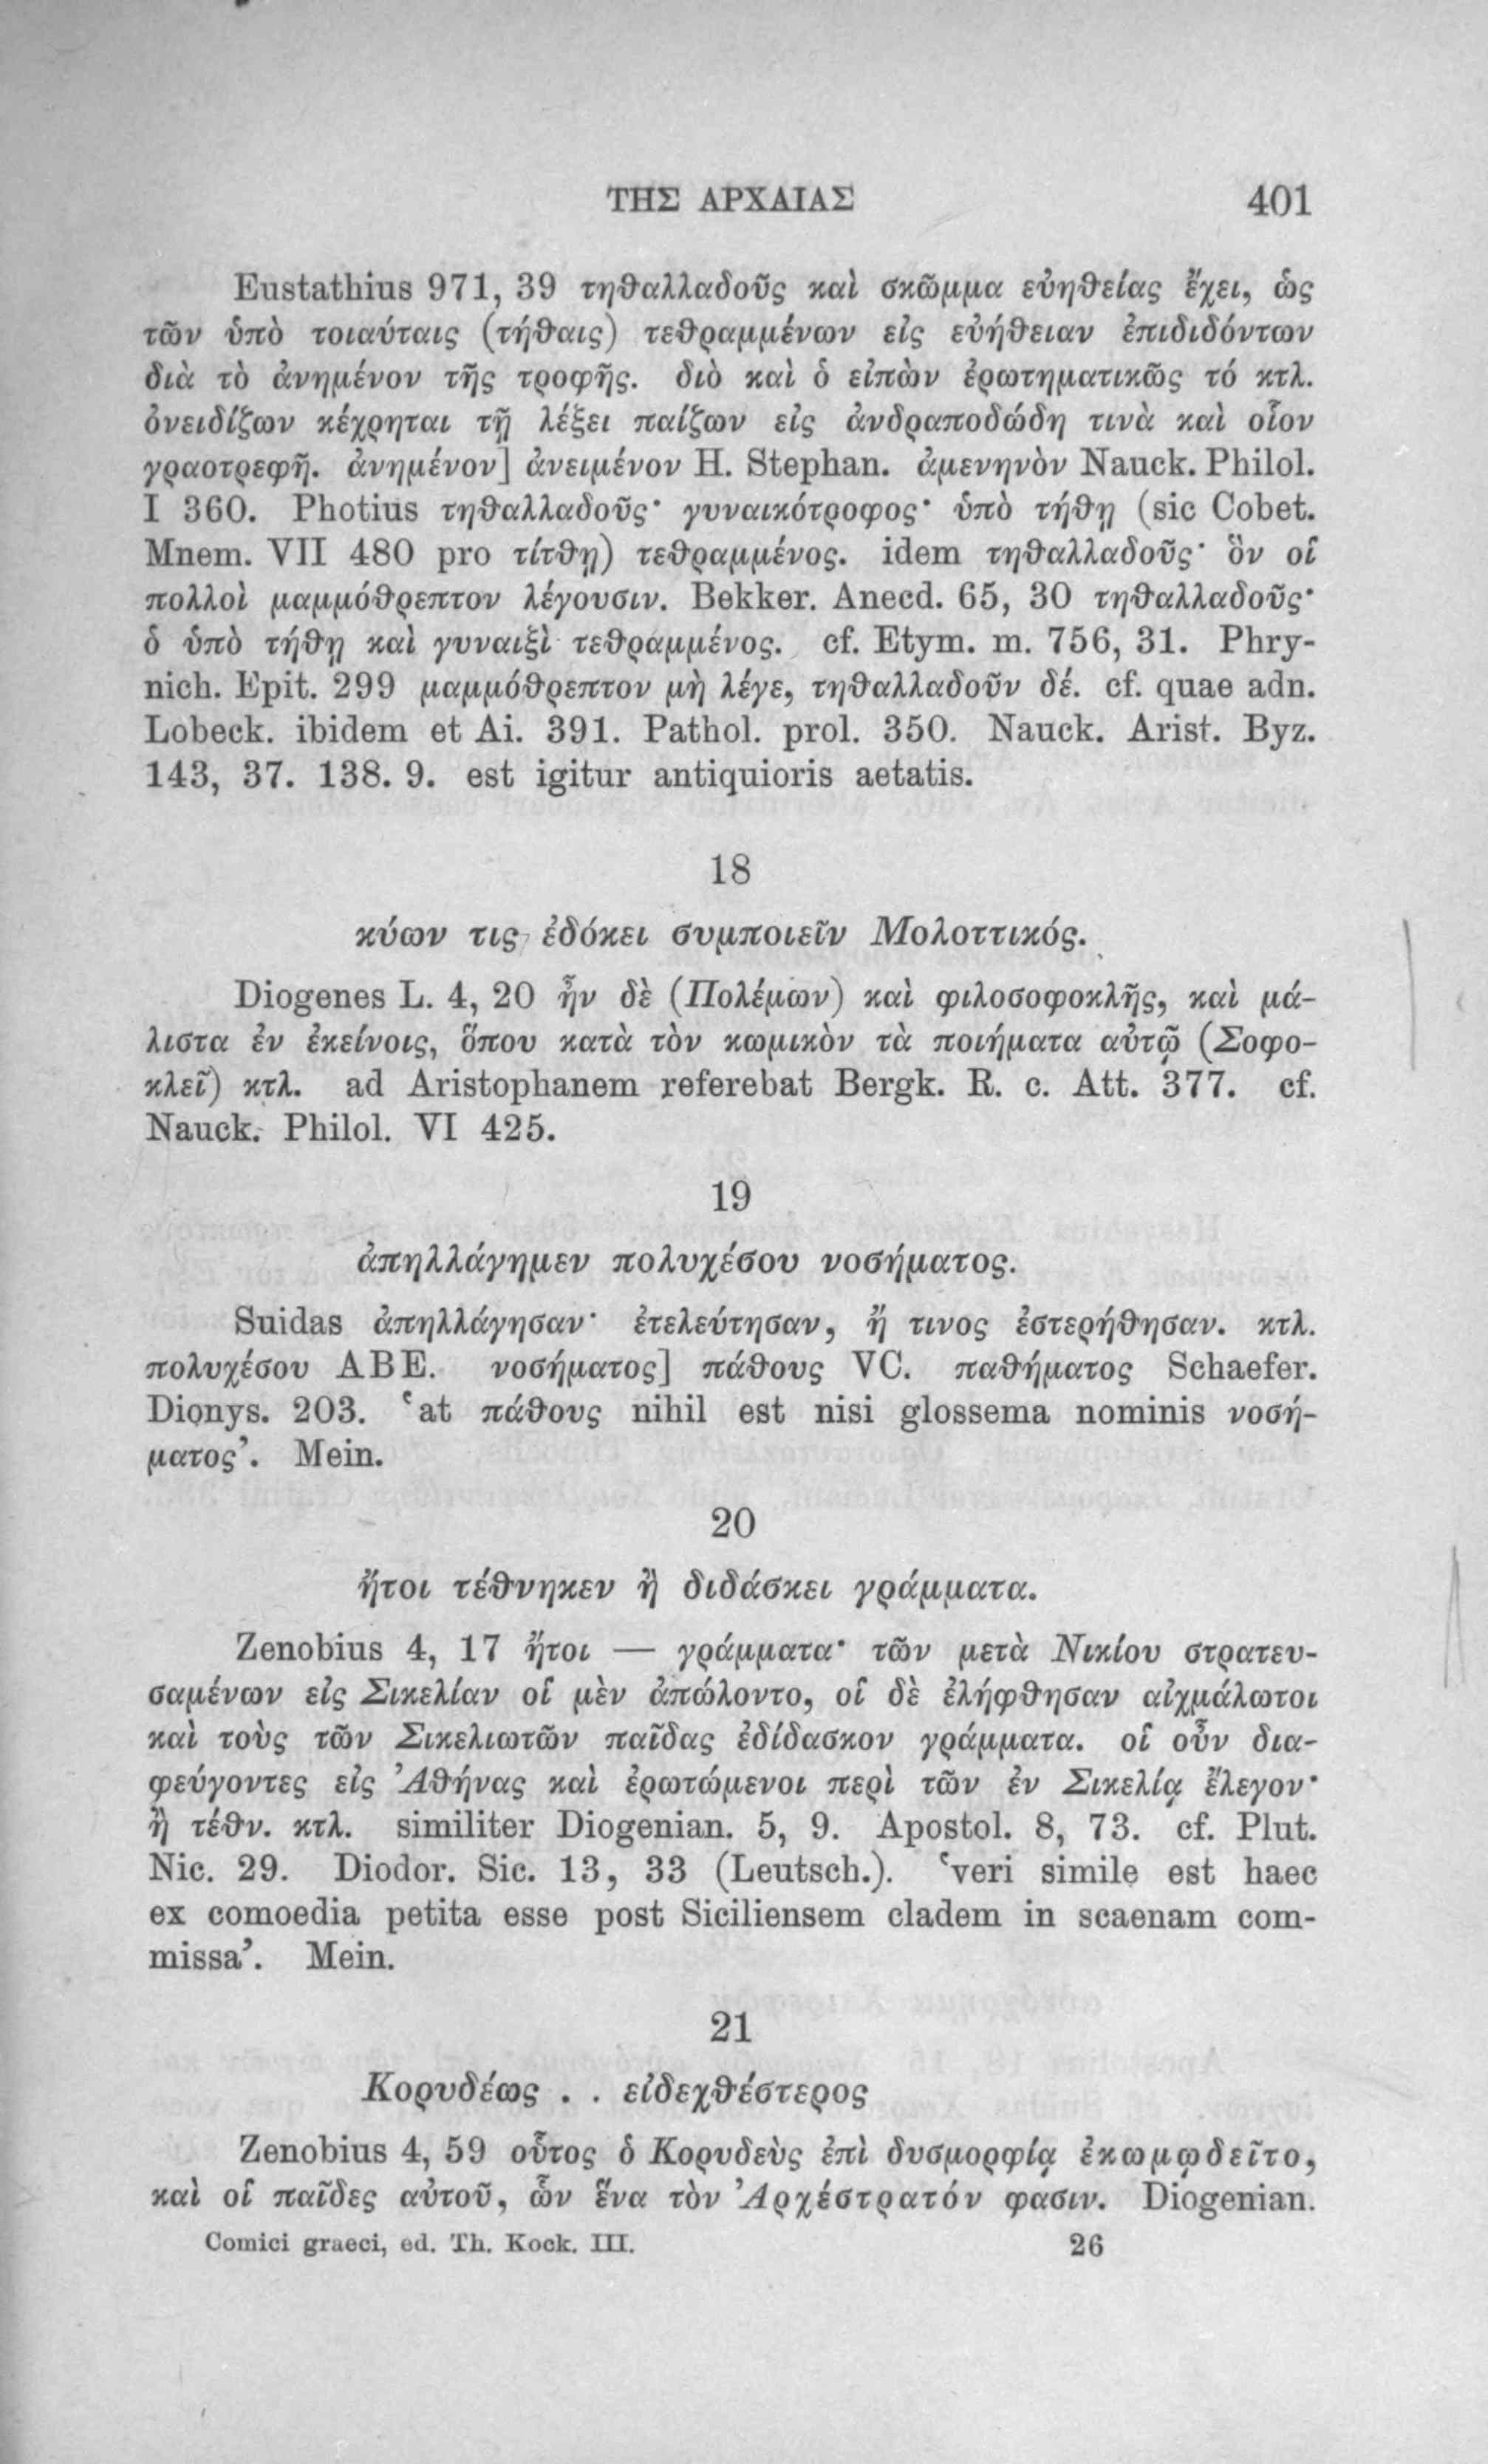 ΤΗΣ ΑΡΧΑΙΑΣ 401
Eustathius 971, 39 τηθαλλαδοῦς καὶ σκῶμμα εὐηθείας ἔχει, ὡς
τῶν ὑπὸ τοιαύταις (τήθαις) τεθραμμένων εἰς εὐήθειαν ἐπιδιδόντων
διὰ τὸ ἀνημένον τῆς τροφῆς. διὸ καὶ ὁ εἰπὼν ἐρωτηματικῶς τό κτλ.
ὀνειδίζων κέχρηται τῇ λέξει παίζων εἰς ἀνδραποδώδη τινὰ καὶ οἷον
γραοτρεφῆ. ἀνημένον] ἀνειμένον H. Stephan. ἀμενηνὸν Nauck. Philol.
I 360. Photius τηθαλλαδοῦς· γυναικότροφος· ὑπὸ τήθῃ (sic Cobet.
Mnem. VII 480 pro τίτθῃ) τεθραμμένος. idem τηθαλλαδοῦς· ὃν οἱ
πολλοὶ μαμμόθρεπτον λέγουσιν. Bekker. Anecd. 65, 30 τηθαλλαδοῦς·
ὁ ὑπὸ τήθῃ καὶ γυναιξὶ τεθραμμένος. cf. Etym. m. 756, 31. Phry-
nich. Epit. 299 μαμμόθρεπτον μὴ λέγε, τηθαλλαδοῦν δέ. cf. quae adn.
Lobeck. ibidem et Ai. 391. Pathol. prol. 350. Nauck. Arist. Byz.
143, 37. 138. 9. est igitur antiquioris aetatis.
18
κύων τις ἐδόκει συμποιεῖν Μολοττικός.
Diogenes L. 4, 20 ἦν δὲ (Πολέμων) καὶ φιλοσοφοκλῆς, καὶ μά-
λιστα ἐν ἐκείνοις, ὅπου κατὰ τὸν κωμικὸν τὰ ποιήματα αὐτῷ (Σοφο-
κλεῖ) κτλ. ad Aristophanem referebat Bergk. R. c. Att. 377. cf.
Nauck. Philol. VI 425.
19
ἀπηλλάγημεν πολυχέσου νοσήματος.
Suidas ἀπηλλάγησαν· ἐτελεύτησαν, ἤ τινος ἐστερήθησαν. κτλ.
πολυχέσου ABE. νοσήματος] πάθους VC. παθήματος Schaefer.
Dionys. 203. ‘at πάθους nihil est nisi glossema nominis νοσή-
ματος’. Mein.
20
ἤτοι τέθνηκεν ἢ διδάσκει γράμματα.
Zenobius 4, 17 ἤτοι — γράμματα· τῶν μετὰ Νικίου στρατευ-
σαμένων εἰς Σικελίαν οἱ μὲν ἀπώλοντο, οἱ δὲ ἐλήφθησαν αἰχμάλωτοι
καὶ τοὺς τῶν Σικελιωτῶν παῖδας ἐδίδασκον γράμματα. οἱ οὖν δια-
φεύγοντες εἰς Ἀθήνας καὶ ἐρωτώμενοι περὶ τῶν ἐν Σικελίᾳ ἔλεγον·
ἢ τέθν. κτλ. similiter Diogenian. 5, 9. Apostol. 8, 73. cf. Plut.
Nic. 29. Diodor. Sic. 13, 33 (Leutsch.). ‘veri simile est haec
ex comoedia petita esse post Siciliensem cladem in scaenam com-
missa’. Mein.
21
Κορυδέως . . εἰδεχθέστερος
Zenobius 4, 59 οὗτος ὁ Κορυδεὺς ἐπὶ δυσμορφίᾳ ἐκωμῳδεῖτο,
καὶ οἱ παῖδες αὐτοῦ, ὧν ἕνα τὸν Ἀρχέστρατόν φασιν. Diogenian.
Comici graeci, ed. Th. Kock. III. 26